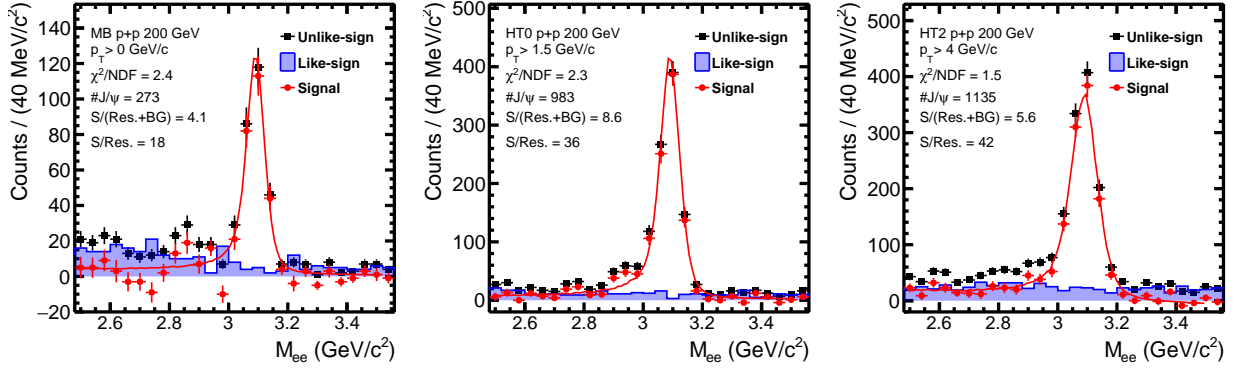 MB p+p 200 GeV
p_T > 0 GeV/c
χ²/NDF = 2.4
#J/ψ = 273
S/(Res.+BG) = 4.1
S/Res. = 18
Unlike-sign
Like-sign
Signal
Counts / (40 MeV/c²)
140
120
100
80
60
40
20
0
−20
2.6
2.8
3
3.2
3.4
M_ee (GeV/c²)
HT0 p+p 200 GeV
p_T > 1.5 GeV/c
χ²/NDF = 2.3
#J/ψ = 983
S/(Res.+BG) = 8.6
S/Res. = 36
Unlike-sign
Like-sign
Signal
Counts / (40 MeV/c²)
500
400
300
200
100
0
2.6
2.8
3
3.2
3.4
M_ee (GeV/c²)
HT2 p+p 200 GeV
p_T > 4 GeV/c
χ²/NDF = 1.5
#J/ψ = 1135
S/(Res.+BG) = 5.6
S/Res. = 42
Unlike-sign
Like-sign
Signal
Counts / (40 MeV/c²)
500
400
300
200
100
0
2.6
2.8
3
3.2
3.4
M_ee (GeV/c²)